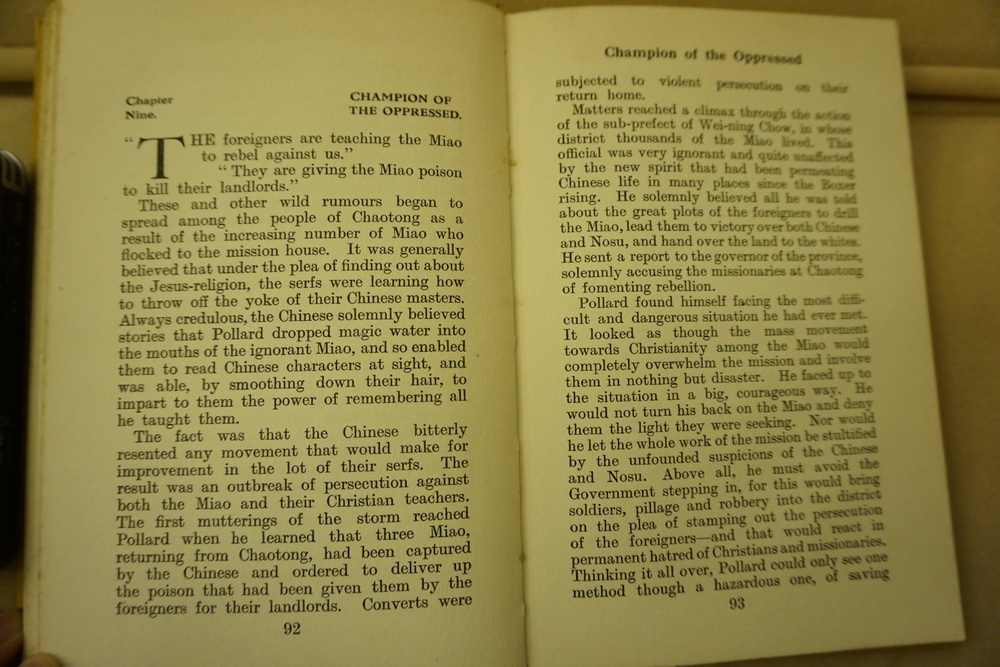 Chapter
Nine.
CHAMPION OF
THE OPPRESSED.
“THE foreigners are teaching the Miao
to rebel against us.”
“They are giving the Miao poison
to kill their landlords.”
These and other wild rumours began to
spread among the people of Chaotong as a
result of the increasing number of Miao who
flocked to the mission house. It was generally
believed that under the plea of finding out about
the Jesus-religion, the serfs were learning how
to throw off the yoke of their Chinese masters.
Always credulous, the Chinese solemnly believed
stories that Pollard dropped magic water into
the mouths of the ignorant Miao, and so enabled
them to read Chinese characters at sight, and
was able, by smoothing down their hair, to
impart to them the power of remembering all
he taught them.
The fact was that the Chinese bitterly
resented any movement that would make for
improvement in the lot of their serfs. The
result was an outbreak of persecution against
both the Miao and their Christian teachers.
The first mutterings of the storm reached
Pollard when he learned that three Miao,
returning from Chaotong, had been captured
by the Chinese and ordered to deliver up
the poison that had been given them by the
foreigners for their landlords. Converts were
92
Champion of the Oppressed
subjected to violent persecution on their
return home.
Matters reached a climax through the action
of the sub-prefect of Wei-ning Chow, in whose
district thousands of the Miao lived. This
official was very ignorant and quite unaffected
by the new spirit that had been permeating
Chinese life in many places since the Boxer
rising. He solemnly believed all he was told
about the great plots of the foreigners to drill
the Miao, lead them to victory over both Chinese
and Nosu, and hand over the land to the whites.
He sent a report to the governor of the province,
solemnly accusing the missionaries at Chaotong
of fomenting rebellion.
Pollard found himself facing the most diffi-
cult and dangerous situation he had ever met.
It looked as though the mass movement
towards Christianity among the Miao would
completely overwhelm the mission and involve
them in nothing but disaster. He faced up to
the situation in a big, courageous way. He
would not turn his back on the Miao and deny
them the light they were seeking. Nor would
he let the whole work of the mission be stultified
by the unfounded suspicions of the Chinese
and Nosu. Above all, he must avoid the
Government stepping in, for this would bring
soldiers, pillage and robbery into the district
on the plea of stamping out the persecution
of the foreigners—and that would react in
permanent hatred of Christians and missionaries.
Thinking it all over, Pollard could only see one
method though a hazardous one, of saving
93